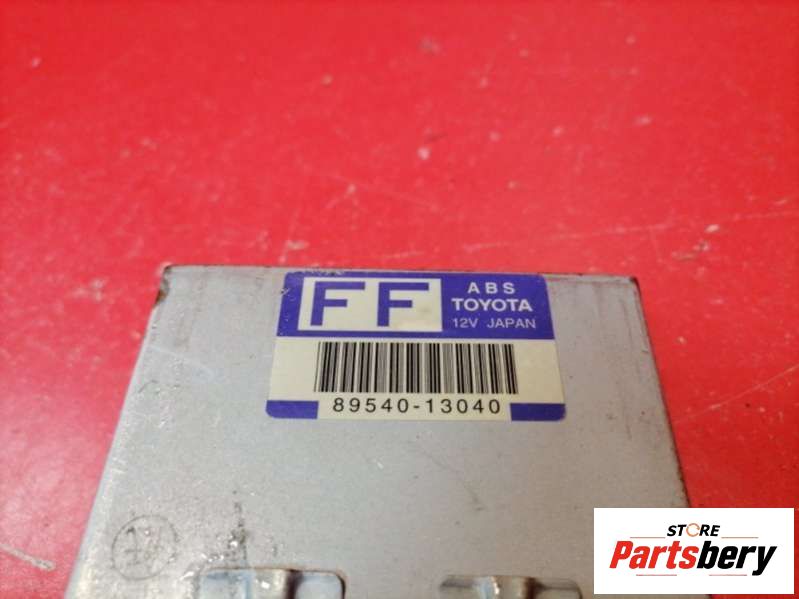 FF
ABS
TOYOTA
12V JAPAN
89540-13040
STORE
Partsbery